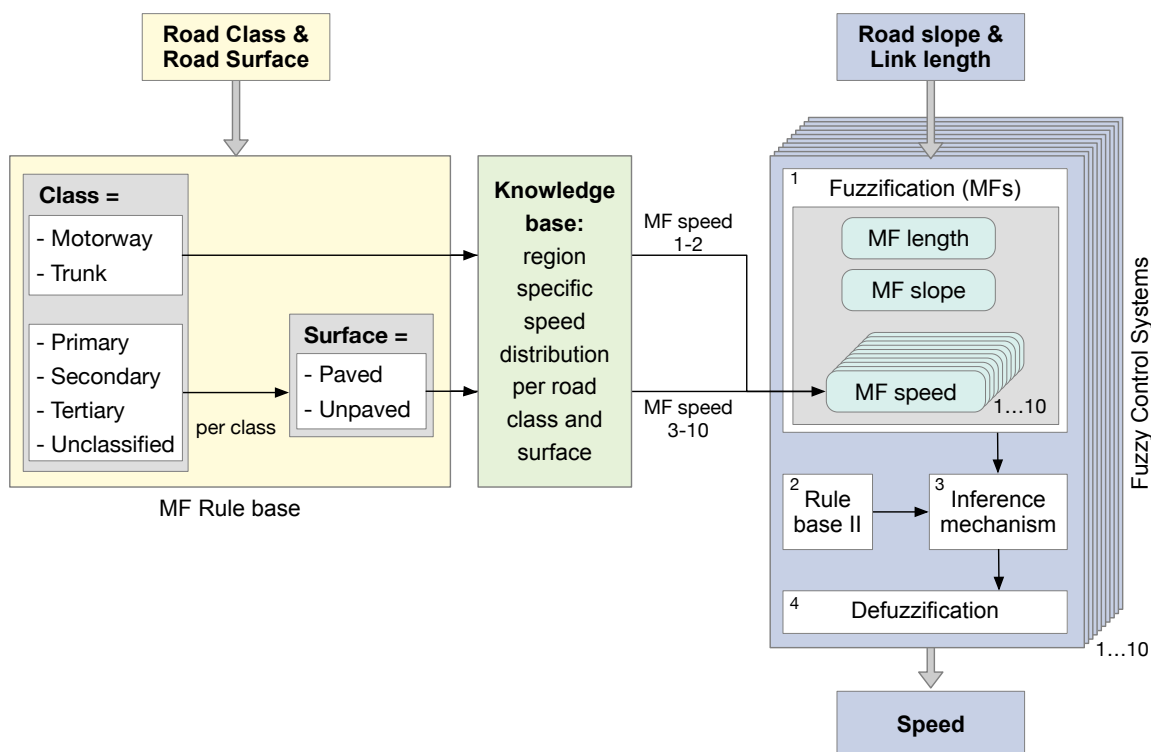 Road Class &
Road Surface
Road slope &
Link length
Class =
- Motorway
- Trunk
- Primary
- Secondary
- Tertiary
- Unclassified
per class
Surface =
- Paved
- Unpaved
MF Rule base
Knowledge
base:
region
specific
speed
distribution
per road
class and
surface
MF speed
1-2
MF speed
3-10
1
Fuzzification (MFs)
MF length
MF slope
MF speed
1...10
2
Rule
base II
3
Inference
mechanism
4
Defuzzification
1...10
Fuzzy Control Systems
Speed